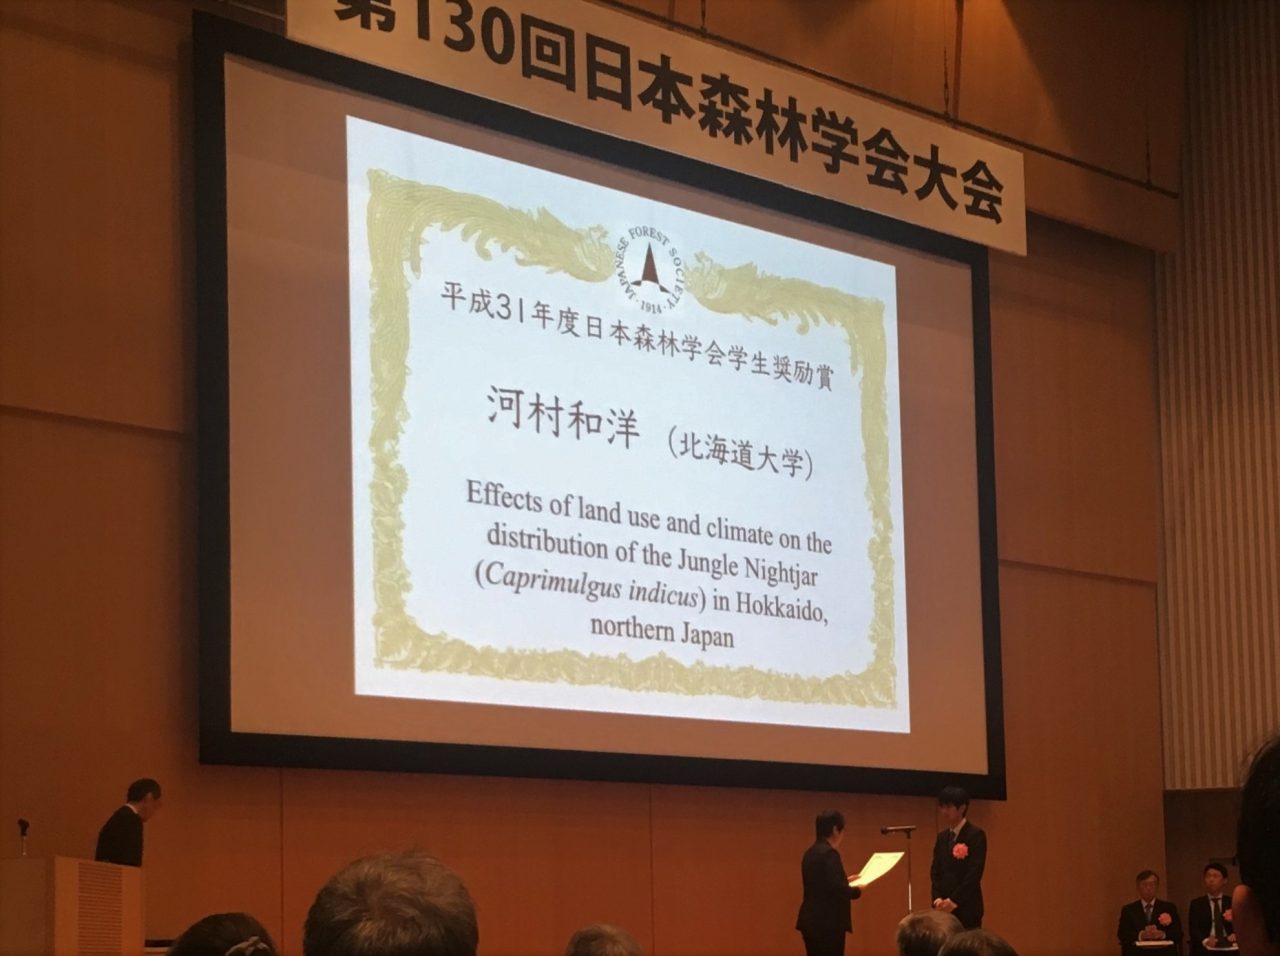 第130回日本森林学会大会
JAPANESE FOREST SOCIETY
・1914・
平成31年度日本森林学会学生奨励賞
河村和洋 (北海道大学)
Effects of land use and climate on the
distribution of the Jungle Nightjar
(Caprimulgus indicus) in Hokkaido,
northern Japan